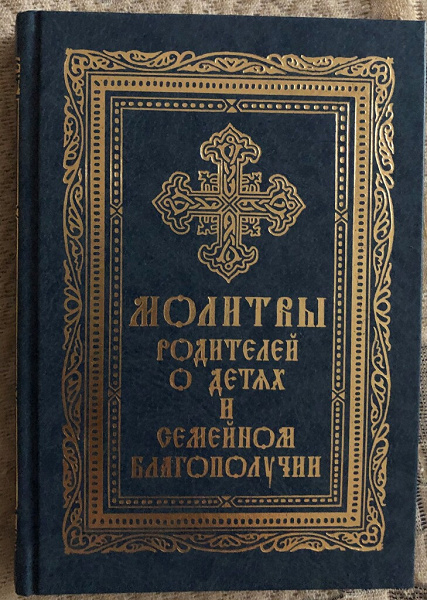 МОЛИТВЫ
РОДИТЕЛЕЙ
О ДЕТЯХ
И
СЕМЕЙНОМ
БЛАГОПОЛУЧИИ